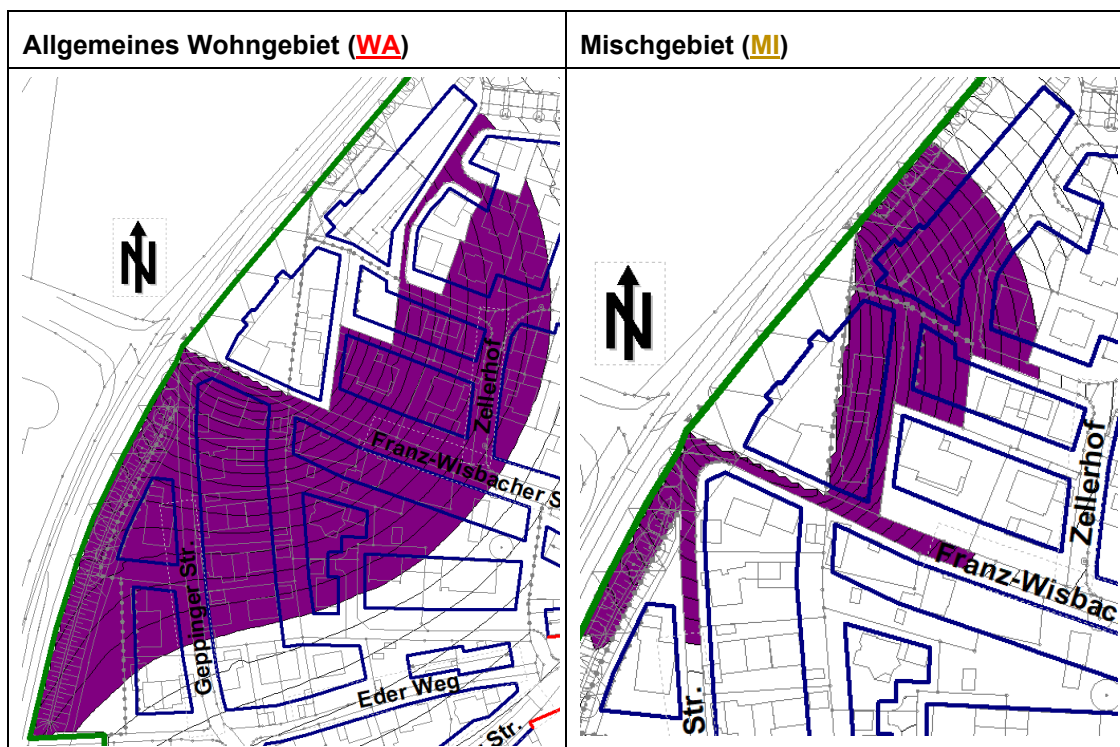 Allgemeines Wohngebiet (WA)
Mischgebiet (MI)
N
Zellerhof
Franz-Wisbacher S
Geppinger Str.
Eder Weg
Str.
N
Zellerhof
Franz-Wisbac
Str.